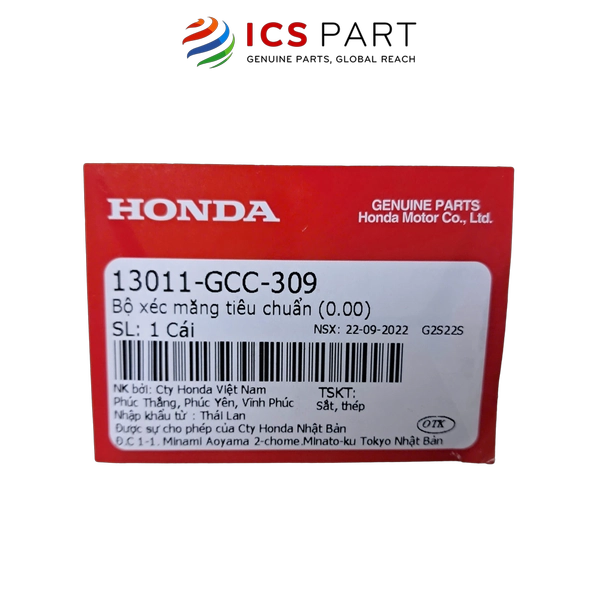 ICS PART
GENUINE PARTS, GLOBAL REACH
HONDA
GENUINE PARTS
Honda Motor Co., Ltd.
13011-GCC-309
Bộ xéc măng tiêu chuẩn (0.00)
SL: 1 Cái
NSX: 22-09-2022 G2S22S
NK bởi: Cty Honda Việt Nam
Phúc Thắng, Phúc Yên, Vĩnh Phúc
TSKT:
Sắt, thép
Nhập khẩu từ : Thái Lan
Được sự cho phép của Cty Honda Nhật Bản
Đ.C 1-1, Minami Aoyama 2-chome,Minato-ku Tokyo Nhật Bản
OTK